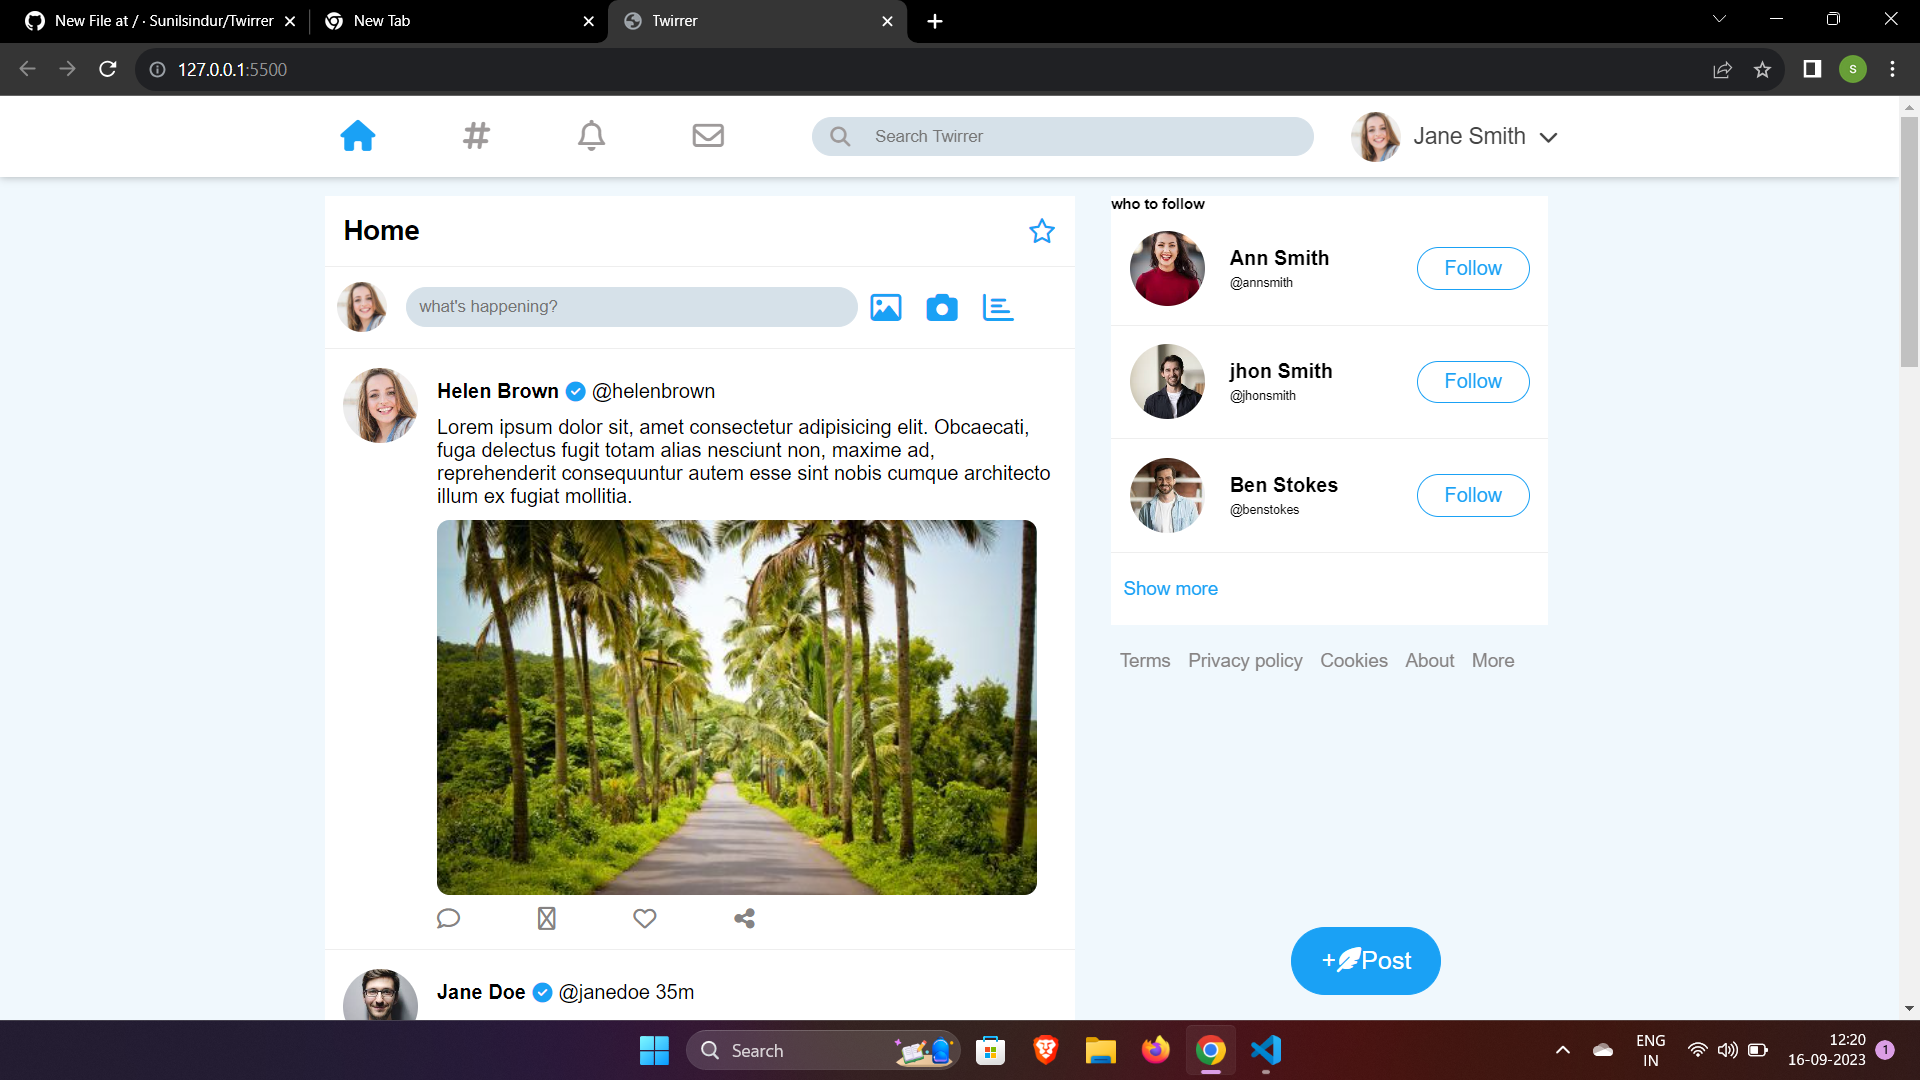 New File at / · Sunilsindur/Twirrer
New Tab
Twirrer
127.0.0.1:5500
S
Search Twirrer
Jane Smith
Home
what's happening?
Helen Brown @helenbrown
Lorem ipsum dolor sit, amet consectetur adipisicing elit. Obcaecati,
fuga delectus fugit totam alias nesciunt non, maxime ad,
reprehenderit consequuntur autem esse sint nobis cumque architecto
illum ex fugiat mollitia.
Jane Doe @janedoe 35m
who to follow
Ann Smith
@annsmith
Follow
jhon Smith
@jhonsmith
Follow
Ben Stokes
@benstokes
Follow
Show more
Terms Privacy policy Cookies About More
+Post
Search
ENG
IN
12:20
16-09-2023
1